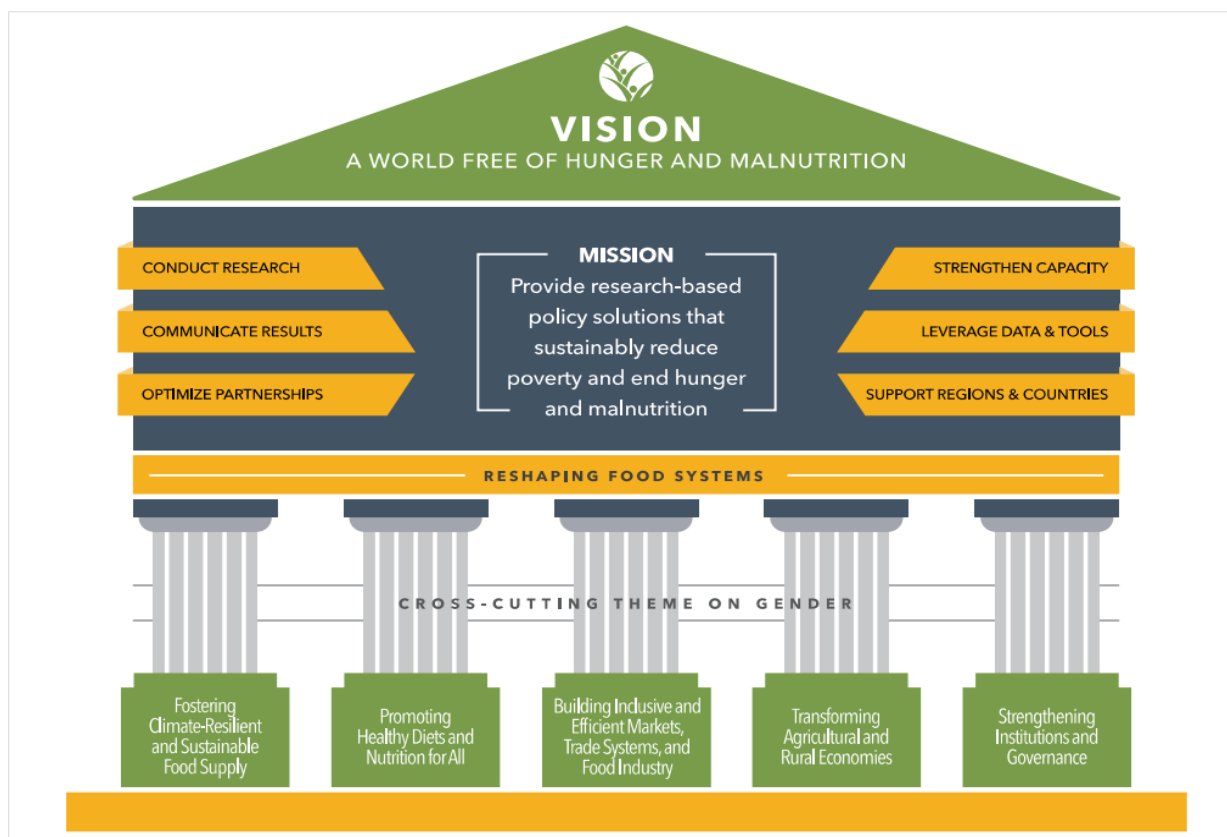 VISION
A WORLD FREE OF HUNGER AND MALNUTRITION
CONDUCT RESEARCH
COMMUNICATE RESULTS
OPTIMIZE PARTNERSHIPS
MISSION
Provide research-based
policy solutions that
sustainably reduce
poverty and end hunger
and malnutrition
STRENGTHEN CAPACITY
LEVERAGE DATA & TOOLS
SUPPORT REGIONS & COUNTRIES
RESHAPING FOOD SYSTEMS
CROSS-CUTTING THEME ON GENDER
Fostering
Climate-Resilient
and Sustainable
Food Supply
Promoting
Healthy Diets and
Nutrition for All
Building Inclusive and
Efficient Markets,
Trade Systems, and
Food Industry
Transforming
Agricultural and
Rural Economies
Strengthening
Institutions and
Governance